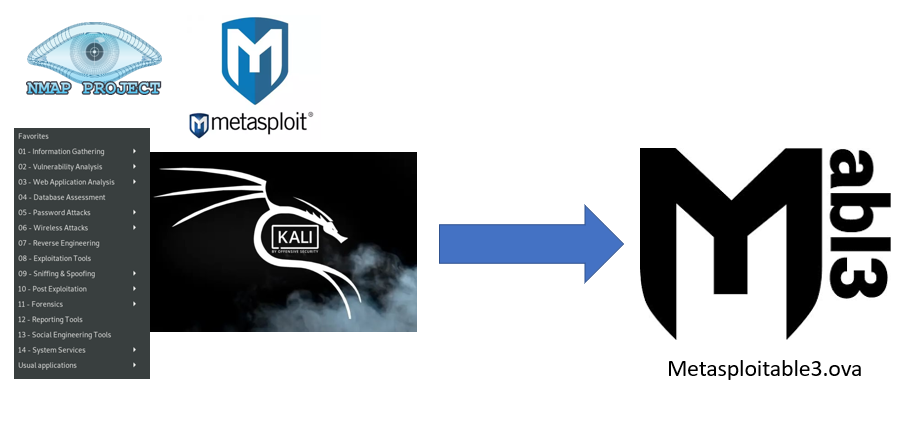 NMAP PROJECT
metasploit®
Favorites
01 - Information Gathering
02 - Vulnerability Analysis
03 - Web Application Analysis
04 - Database Assessment
05 - Password Attacks
06 - Wireless Attacks
07 - Reverse Engineering
08 - Exploitation Tools
09 - Sniffing & Spoofing
10 - Post Exploitation
11 - Forensics
12 - Reporting Tools
13 - Social Engineering Tools
14 - System Services
Usual applications
KALI
BY OFFENSIVE SECURITY
abl3
Metasploitable3.ova